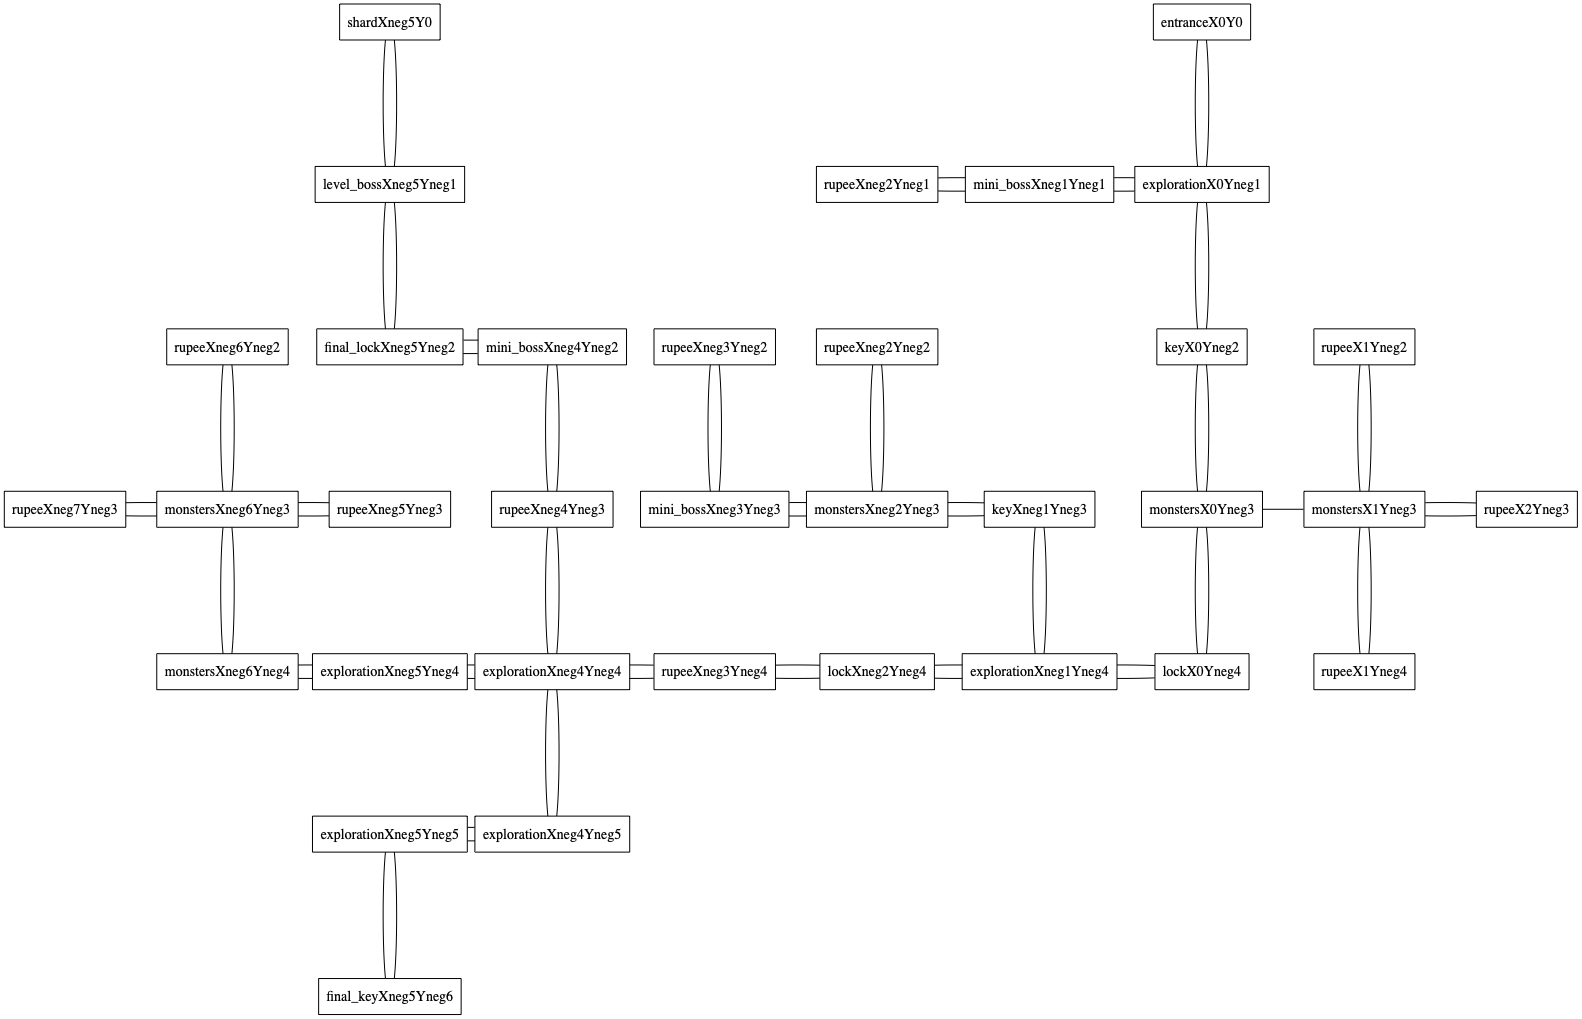 shardXneg5Y0
entranceX0Y0
level_bossXneg5Yneg1
rupeeXneg2Yneg1
mini_bossXneg1Yneg1
explorationX0Yneg1
rupeeXneg6Yneg2
final_lockXneg5Yneg2
mini_bossXneg4Yneg2
rupeeXneg3Yneg2
rupeeXneg2Yneg2
keyX0Yneg2
rupeeX1Yneg2
rupeeXneg7Yneg3
monstersXneg6Yneg3
rupeeXneg5Yneg3
rupeeXneg4Yneg3
mini_bossXneg3Yneg3
monstersXneg2Yneg3
keyXneg1Yneg3
monstersX0Yneg3
monstersX1Yneg3
rupeeX2Yneg3
monstersXneg6Yneg4
explorationXneg5Yneg4
explorationXneg4Yneg4
rupeeXneg3Yneg4
lockXneg2Yneg4
explorationXneg1Yneg4
lockX0Yneg4
rupeeX1Yneg4
explorationXneg5Yneg5
explorationXneg4Yneg5
final_keyXneg5Yneg6